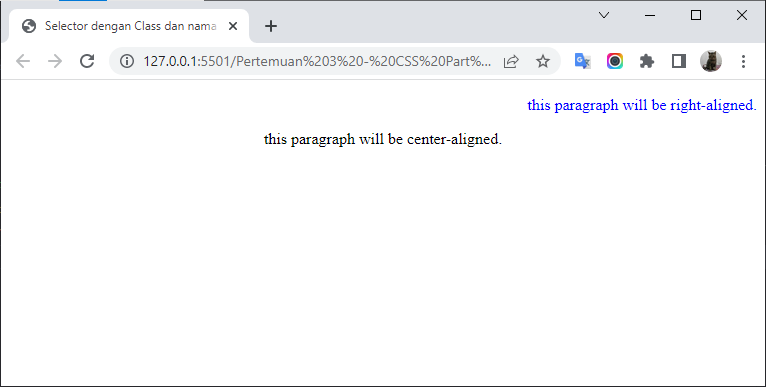 Selector dengan Class dan nama
127.0.0.1:5501/Pertemuan%203%20-%20CSS%20Part%...
this paragraph will be right-aligned.
this paragraph will be center-aligned.